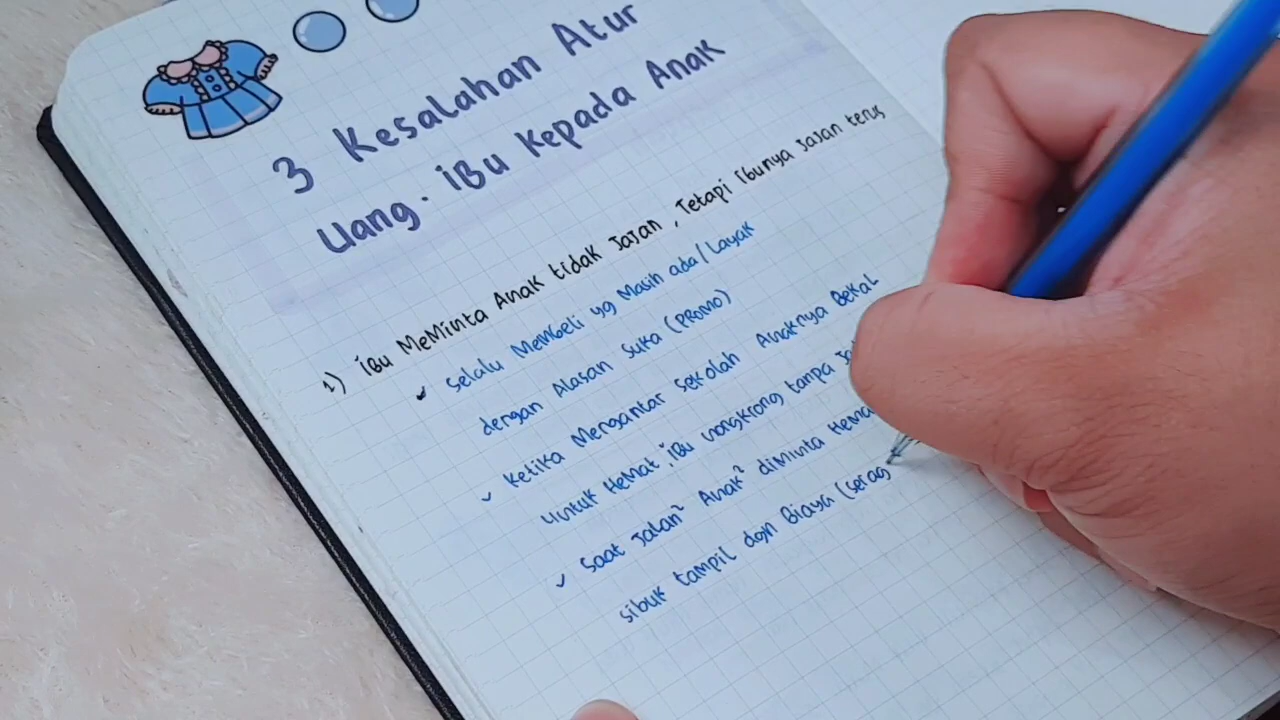 3 Kesalahan Atur
Uang. iBu Kepada Anak
1) iBu MeMinta Anak tidak JaJan, Tetapi Ibunya JaJan terus
✓ Selalu Membeli yg Masih ada/Layak
dengan Alasan Suka (PROMO)
✓ Ketika Mengantar Sekolah Anaknya BekaL
Untuk Hemat, iBu nongkrong tanpa
✓ Saat Jalan² Anak² diminta
sibuk tampil dgn Biaya (serag